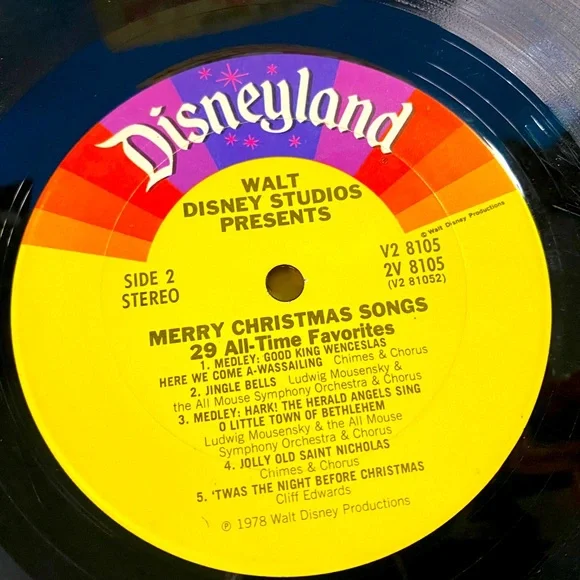 Disneyland
© Walt Disney Productions
WALT
DISNEY STUDIOS
PRESENTS
SIDE 2
STEREO
V2 8105
2V 8105
(V2 81052)
MERRY CHRISTMAS SONGS
29 All-Time Favorites
1. MEDLEY: GOOD KING WENCESLAS
HERE WE COME A-WASSAILING Chimes & Chorus
2. JINGLE BELLS Ludwig Mousensky &
the All Mouse Symphony Orchestra & Chorus
3. MEDLEY: HARK! THE HERALD ANGELS SING
O LITTLE TOWN OF BETHLEHEM
Ludwig Mousensky & the All Mouse
Symphony Orchestra & Chorus
4. JOLLY OLD SAINT NICHOLAS
Chimes & Chorus
5. 'TWAS THE NIGHT BEFORE CHRISTMAS
Cliff Edwards
℗ 1978 Walt Disney Productions